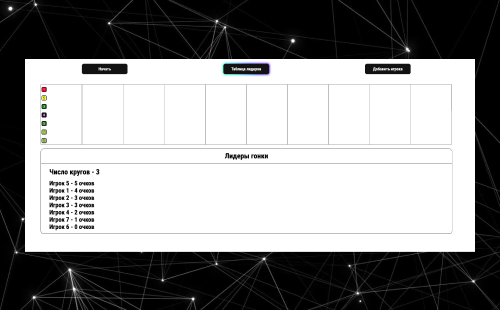 Начать
Таблица лидеров
Добавить игрока
Лидеры гонки
Число кругов - 3
Игрок 5 - 5 очков
Игрок 1 - 4 очков
Игрок 2 - 3 очков
Игрок 3 - 3 очков
Игрок 4 - 2 очков
Игрок 7 - 1 очков
Игрок 6 - 0 очков